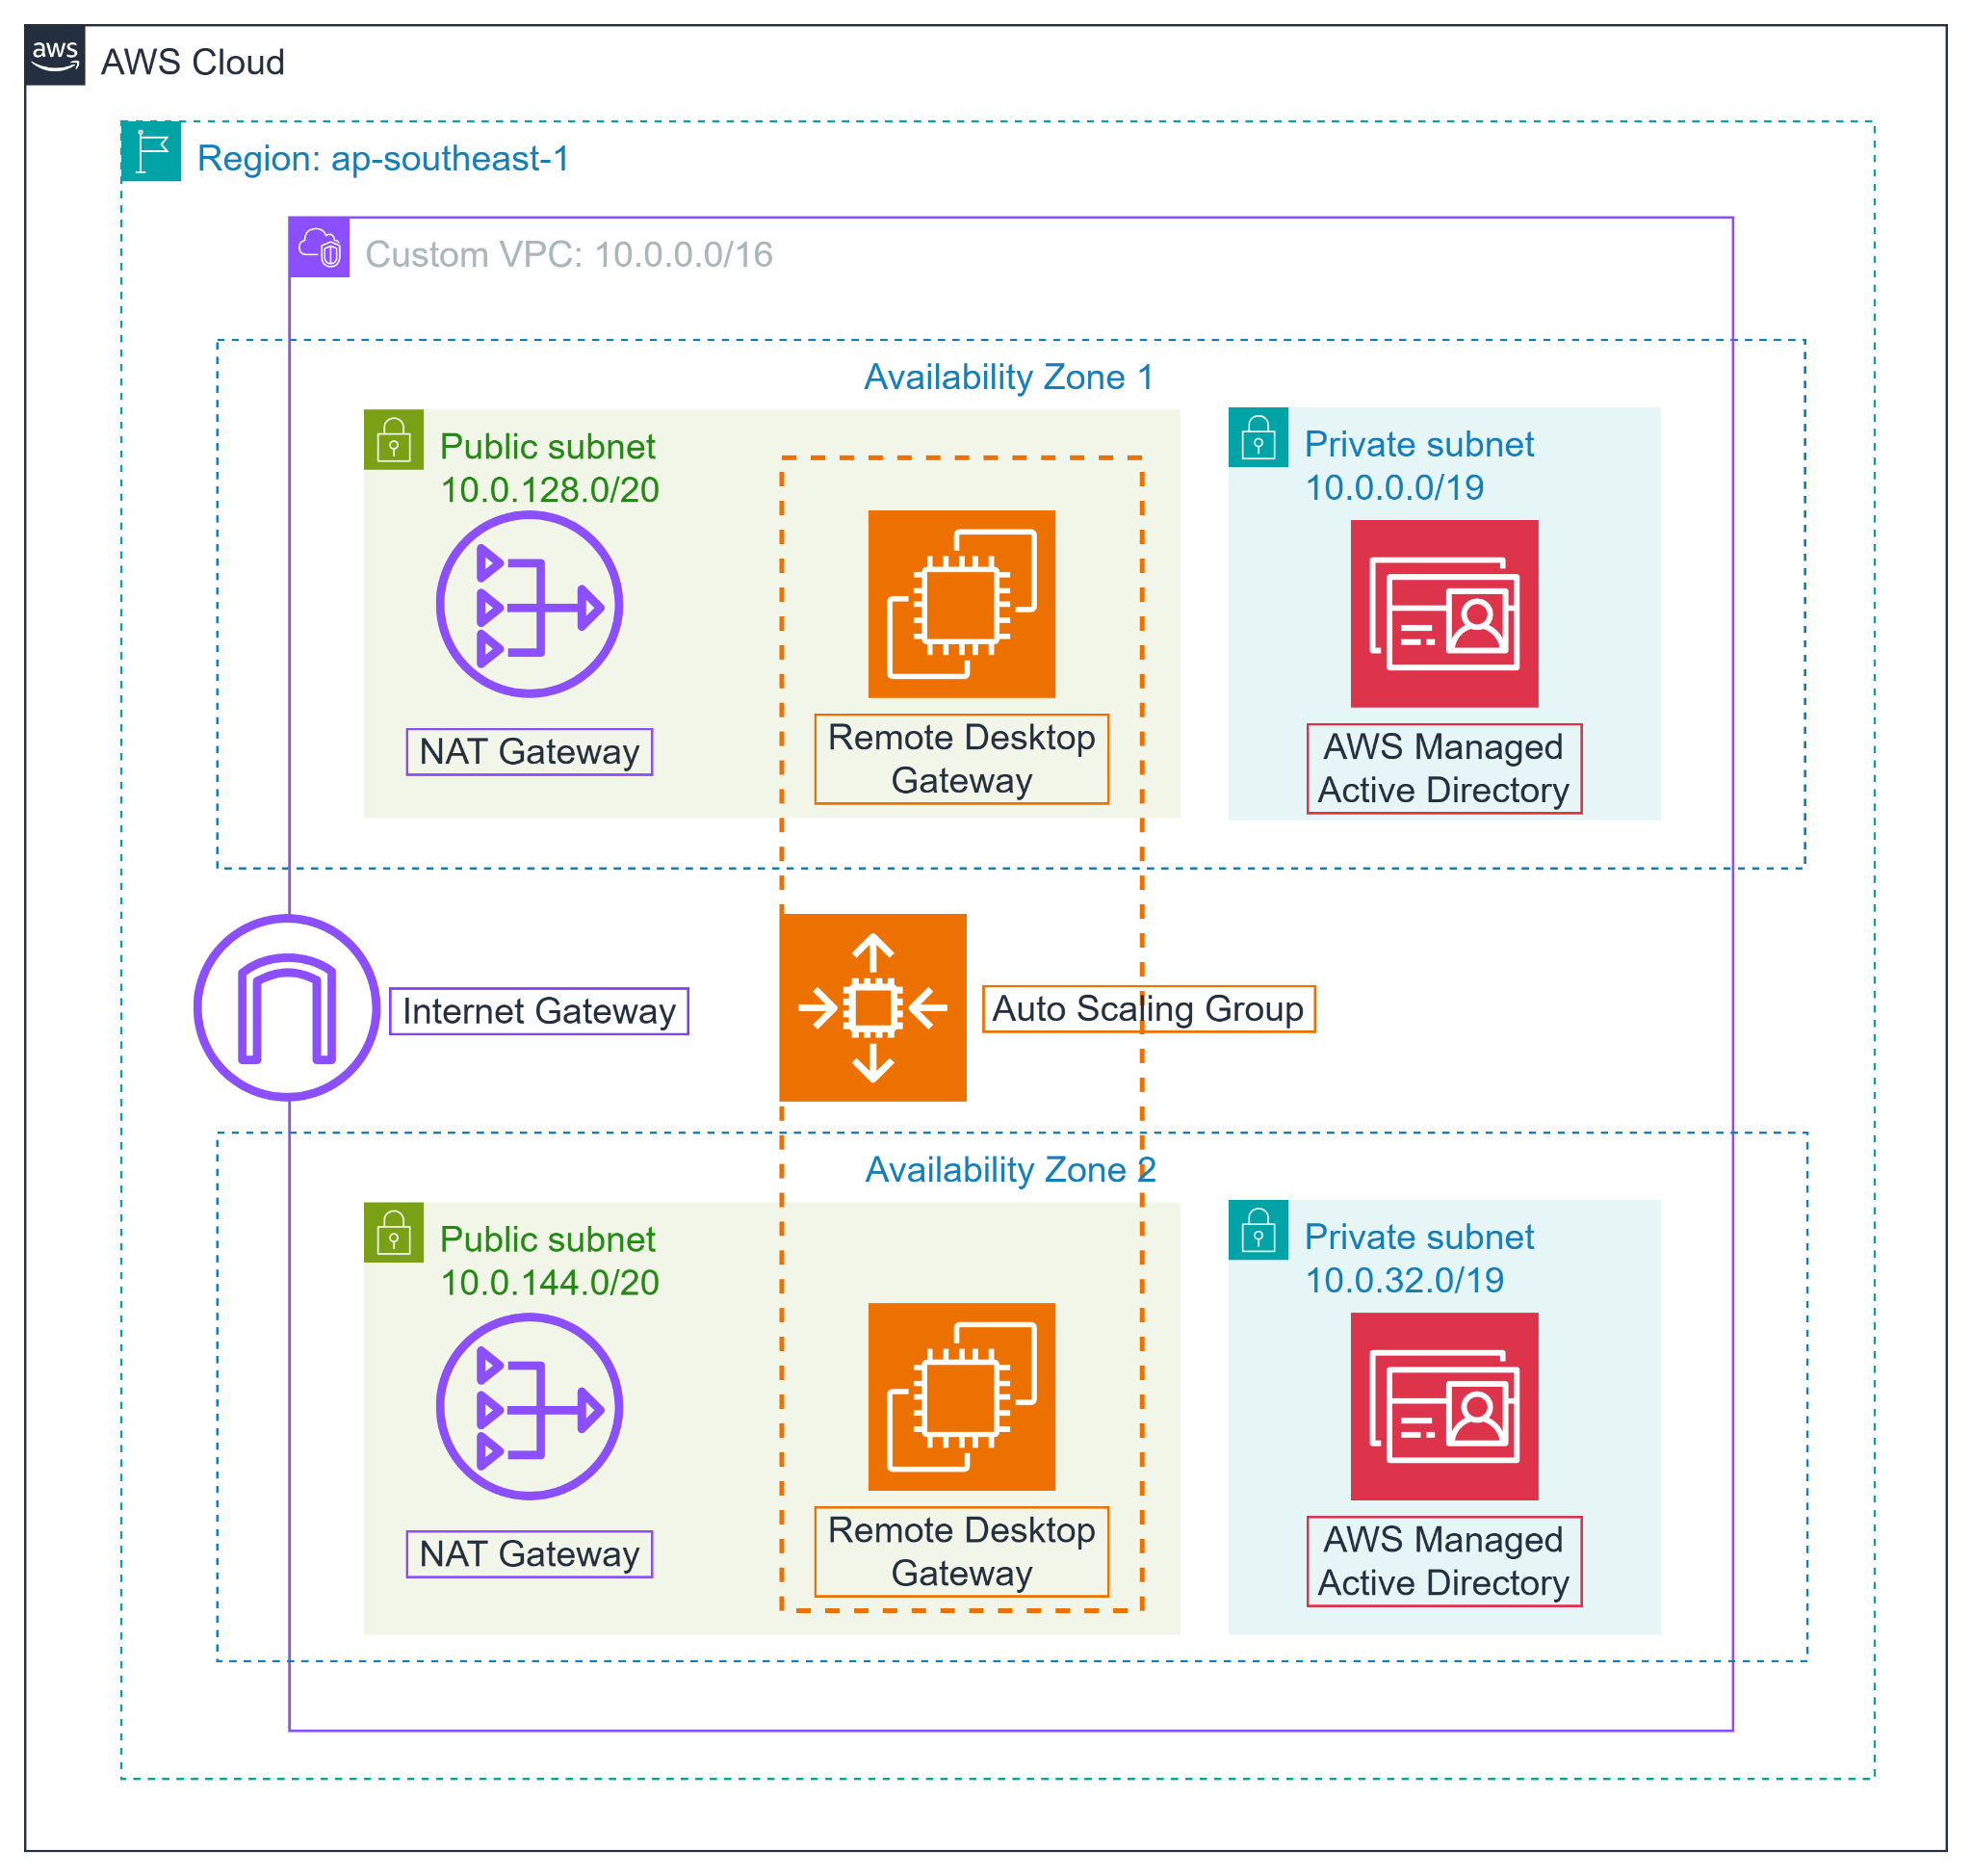 aws
AWS Cloud
Region: ap-southeast-1
Custom VPC: 10.0.0.0/16
Availability Zone 1
Public subnet
10.0.128.0/20
NAT Gateway
Remote Desktop
Gateway
Private subnet
10.0.0.0/19
AWS Managed
Active Directory
Internet Gateway
Auto Scaling Group
Availability Zone 2
Public subnet
10.0.144.0/20
NAT Gateway
Remote Desktop
Gateway
Private subnet
10.0.32.0/19
AWS Managed
Active Directory